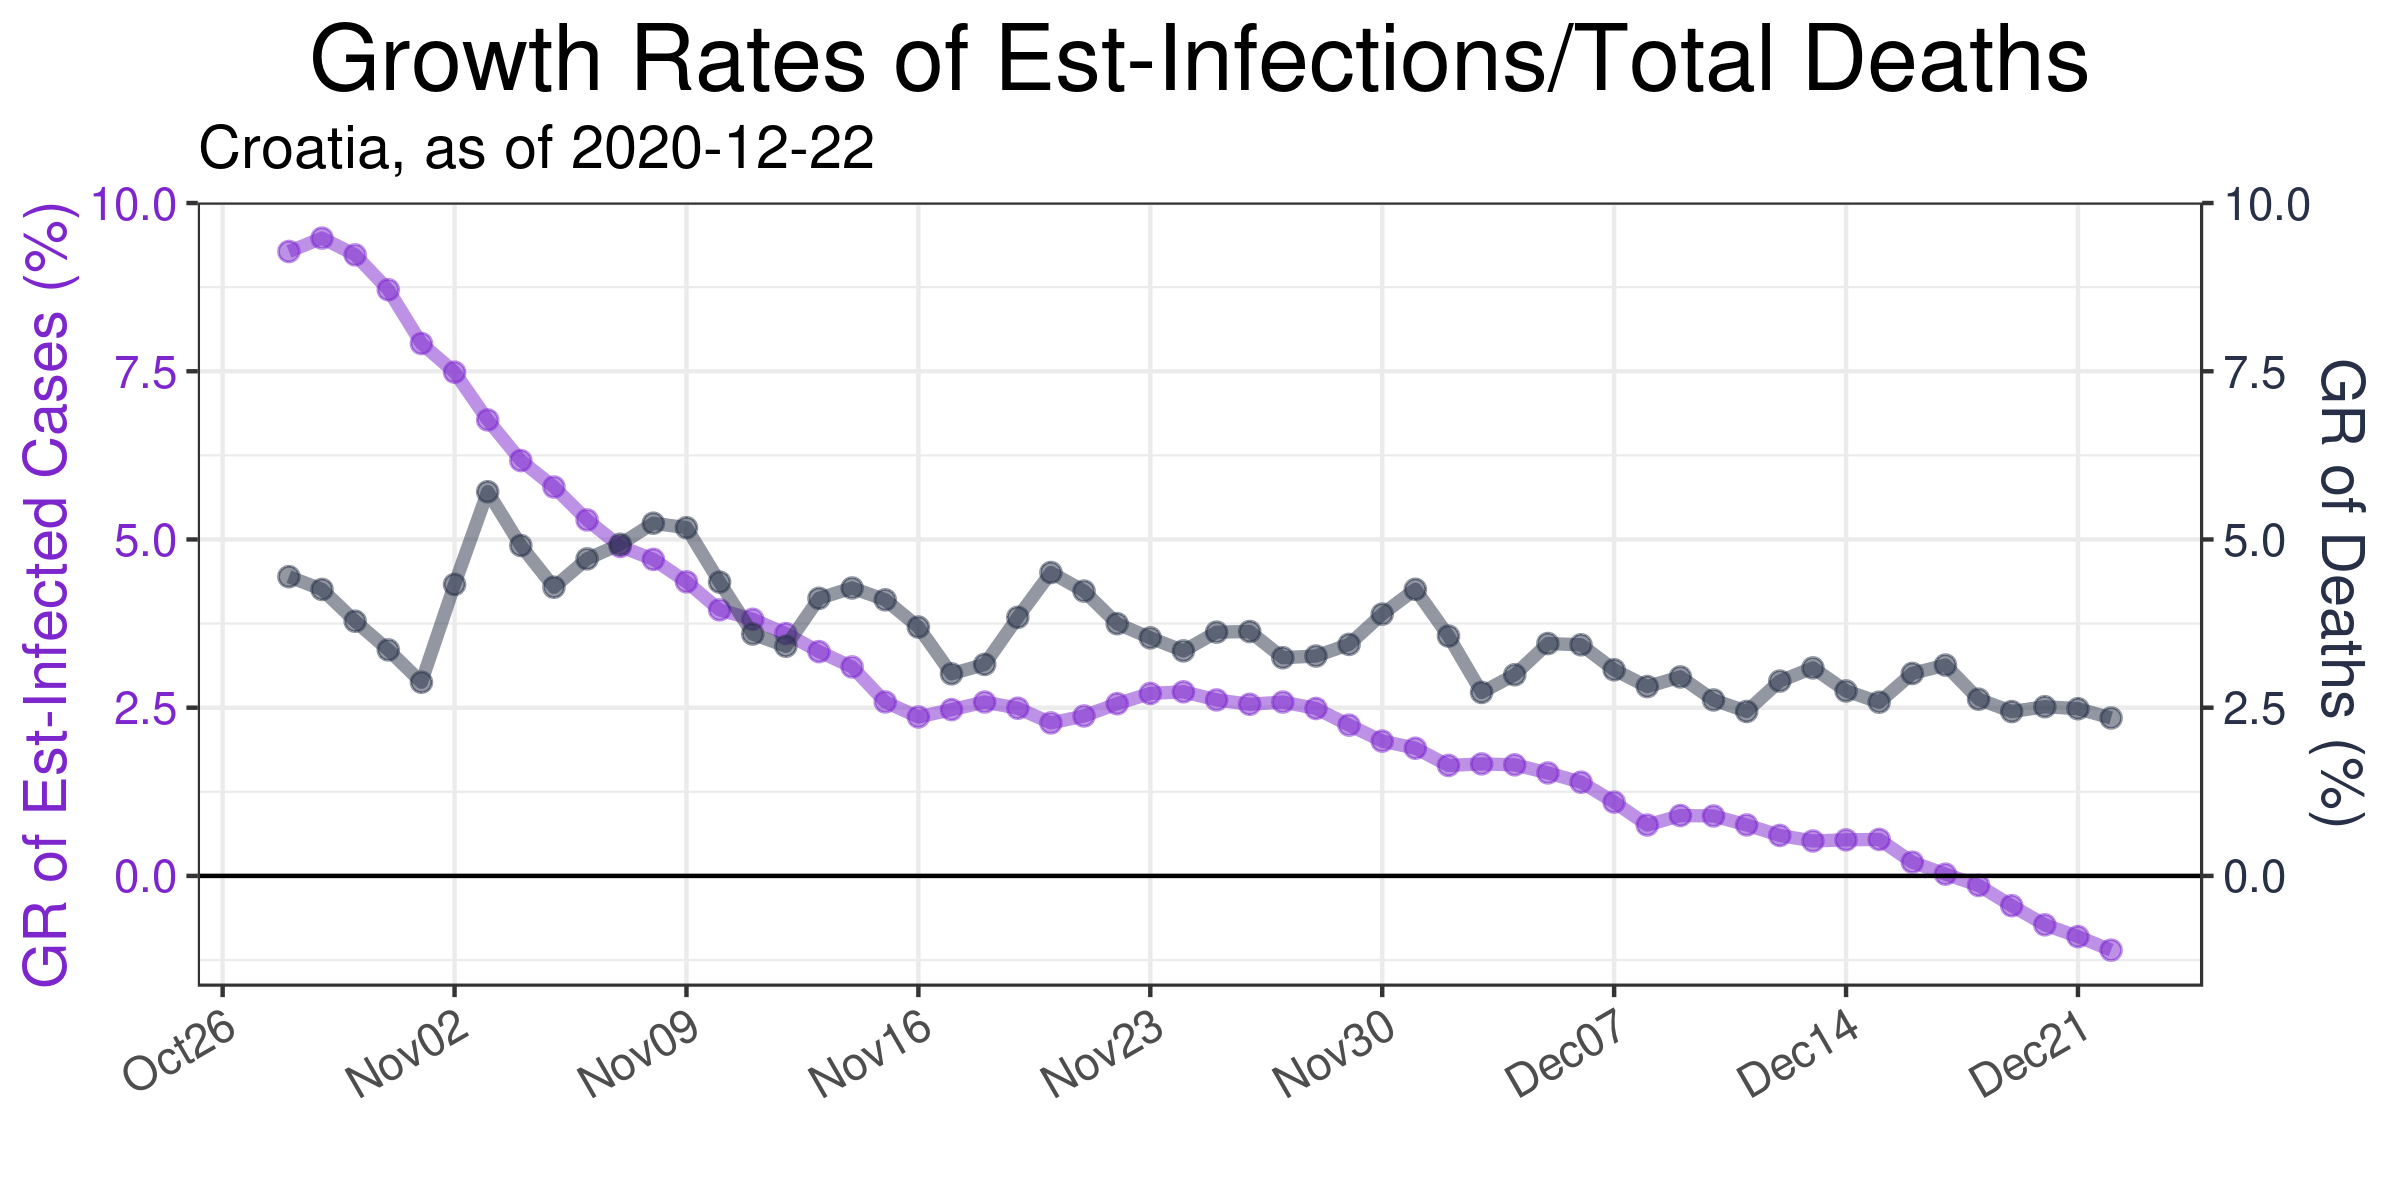 Growth Rates of Est-Infections/Total Deaths
Croatia, as of 2020-12-22
GR of Est-Infected Cases (%)
10.0
7.5
5.0
2.5
0.0
10.0
7.5
5.0
2.5
0.0
GR of Deaths (%)
Oct26
Nov02
Nov09
Nov16
Nov23
Nov30
Dec07
Dec14
Dec21